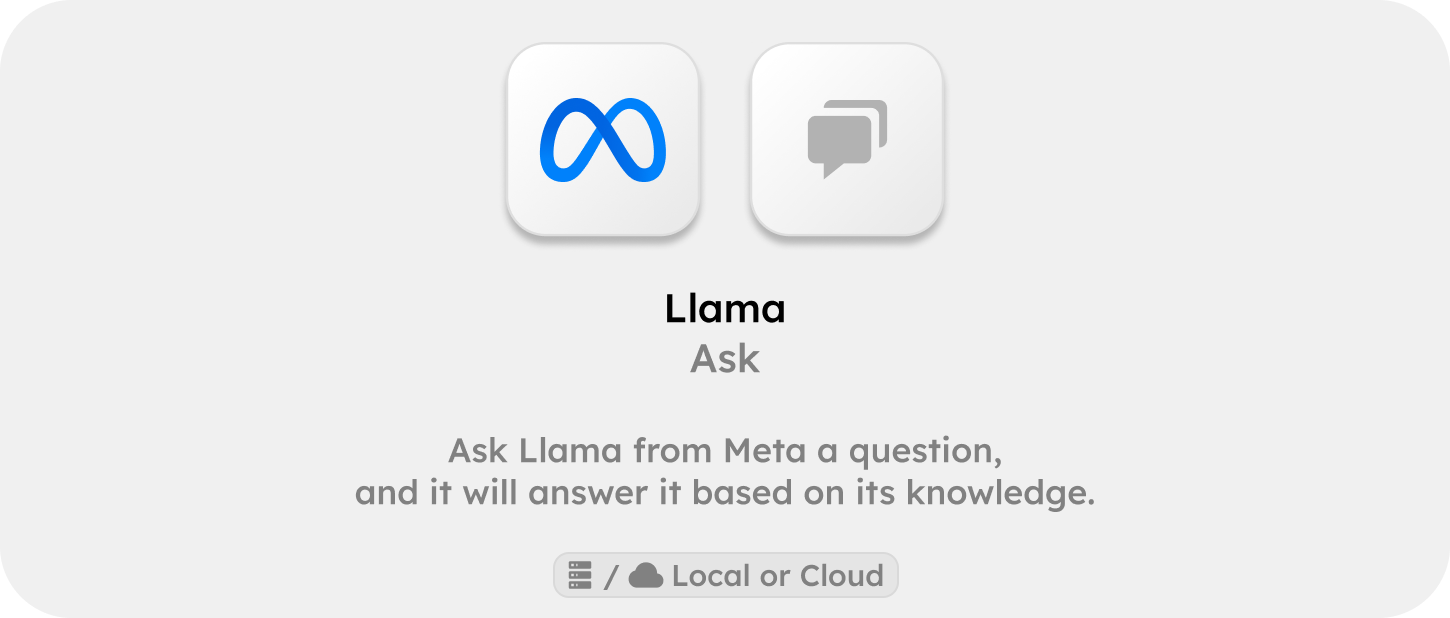 Llama
Ask
Ask Llama from Meta a question,
and it will answer it based on its knowledge.
/ Local or Cloud